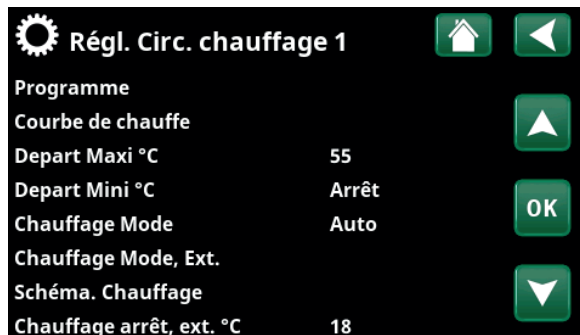 Régl. Circ. chauffage 1
Programme
Courbe de chauffe
Depart Maxi °C 55
Depart Mini °C Arrêt
OK
Chauffage Mode Auto
Chauffage Mode, Ext.
Schéma. Chauffage
Chauffage arrêt, ext. °C 18